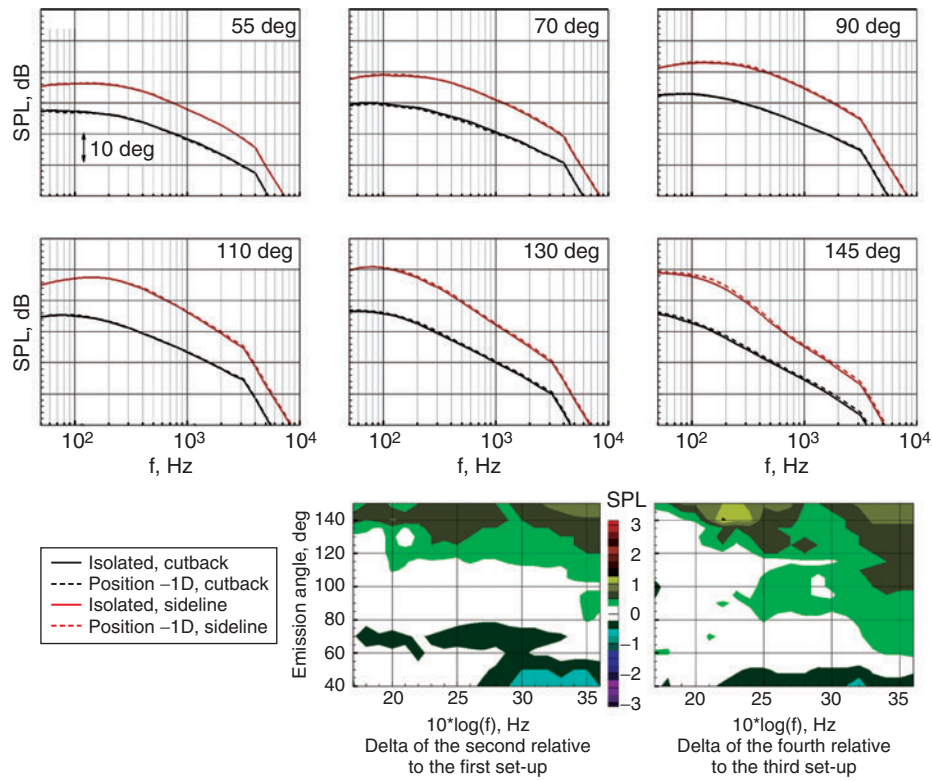 55 deg
70 deg
90 deg
SPL, dB
10 deg
110 deg
130 deg
145 deg
SPL, dB
10² 10³ 10⁴
10² 10³ 10⁴
10² 10³ 10⁴
f, Hz
f, Hz
f, Hz
Isolated, cutback
Position −1D, cutback
Isolated, sideline
Position −1D, sideline
Emission angle, deg
140
120
100
80
60
40
20 25 30 35
10*log(f), Hz
Delta of the second relative
to the first set-up
SPL
3
2
1
0
−1
−2
−3
20 25 30 35
10*log(f), Hz
Delta of the fourth relative
to the third set-up